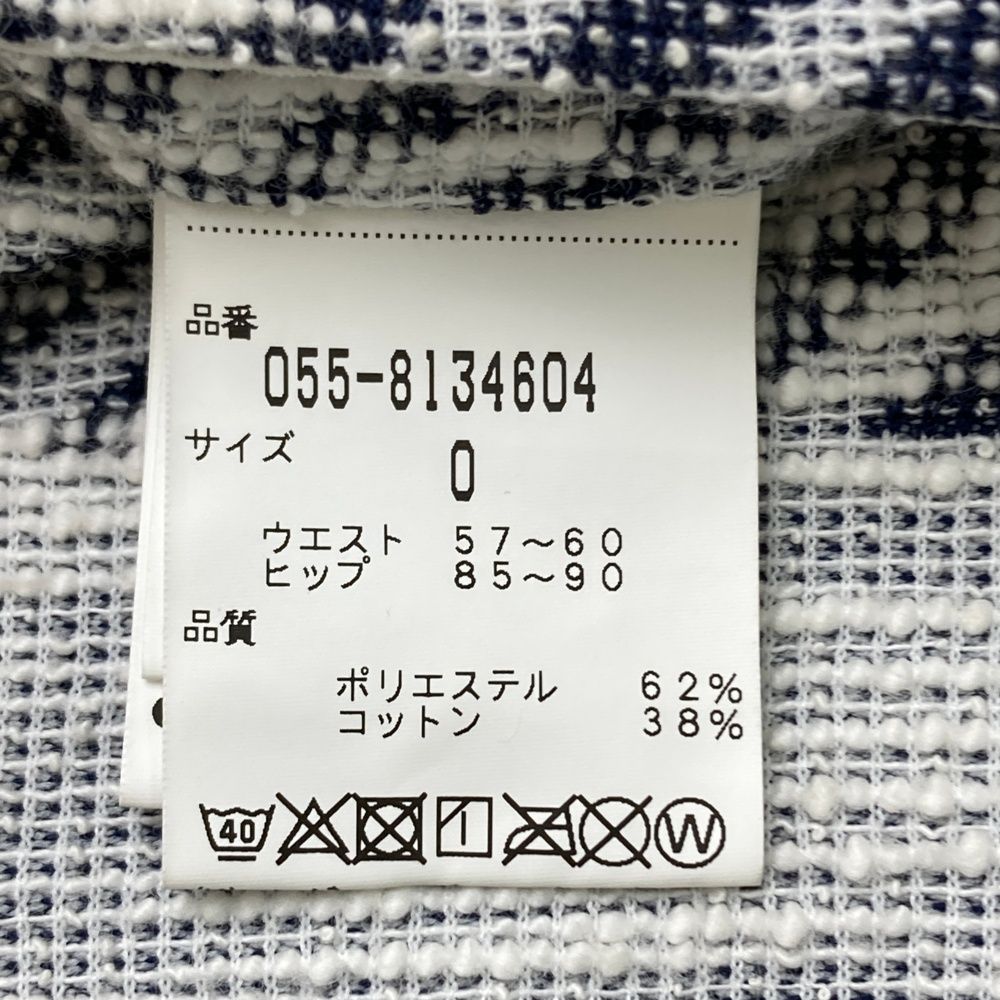 品番
055-8134604
サイズ
0
ウエスト 57～60
ヒップ 85～90
品質
ポリエステル 62%
コットン 38%
40 W